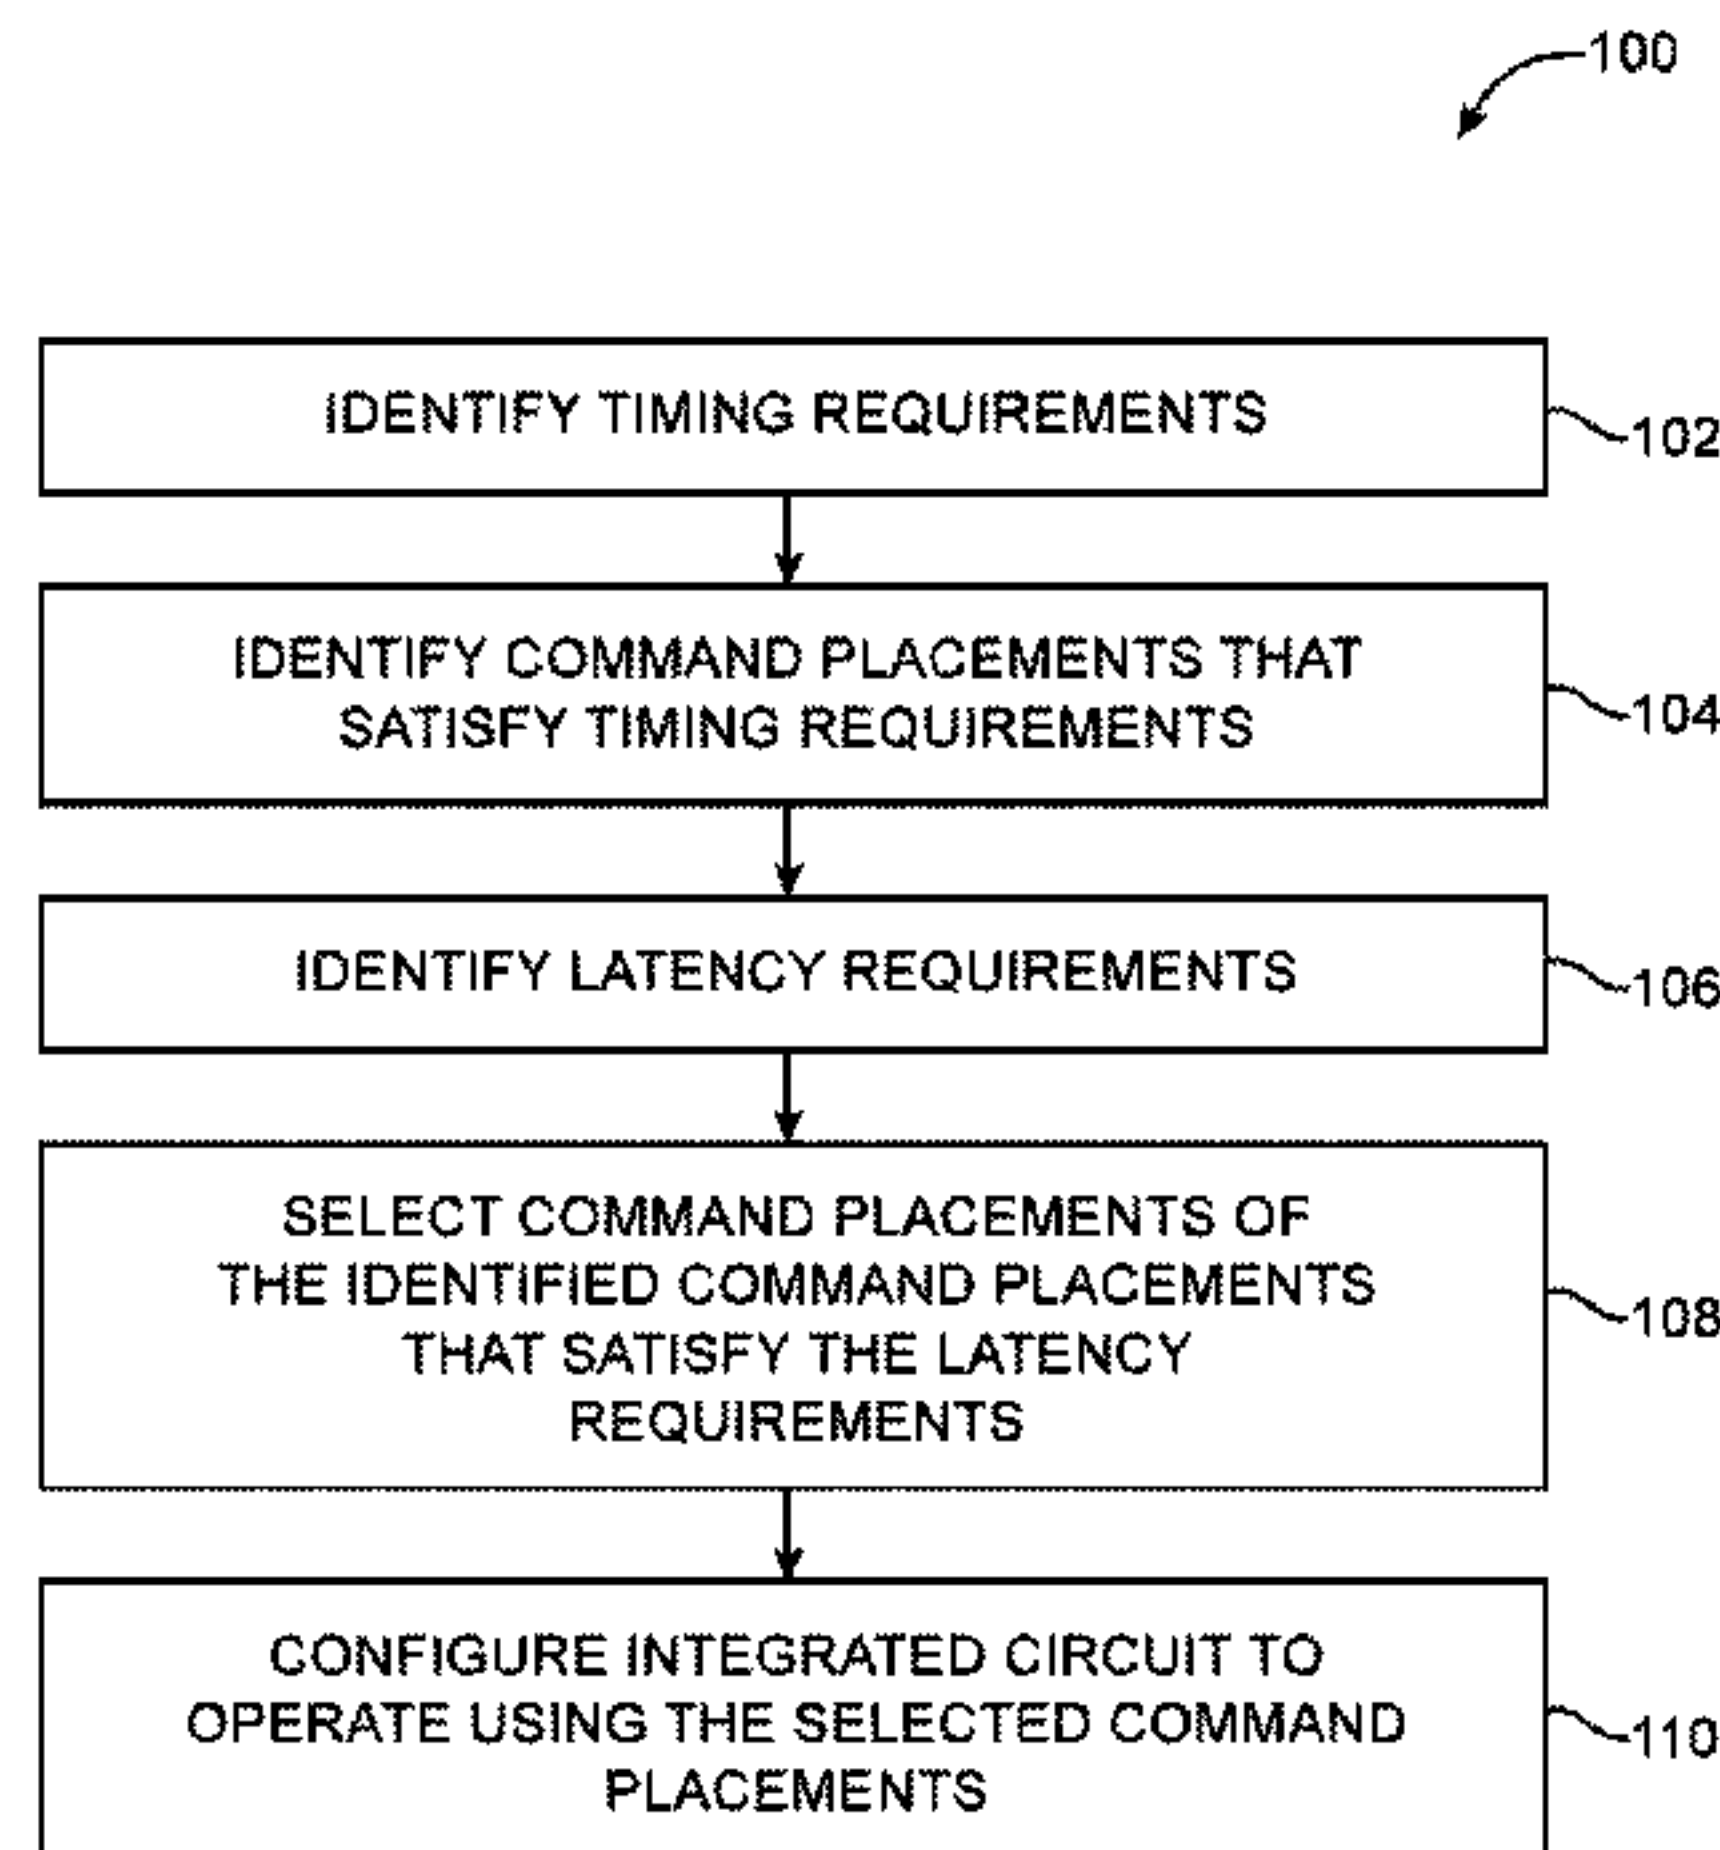 100
IDENTIFY TIMING REQUIREMENTS
102
IDENTIFY COMMAND PLACEMENTS THAT
SATISFY TIMING REQUIREMENTS
104
IDENTIFY LATENCY REQUIREMENTS
106
SELECT COMMAND PLACEMENTS OF
THE IDENTIFIED COMMAND PLACEMENTS
THAT SATISFY THE LATENCY
REQUIREMENTS
108
CONFIGURE INTEGRATED CIRCUIT TO
OPERATE USING THE SELECTED COMMAND
PLACEMENTS
110